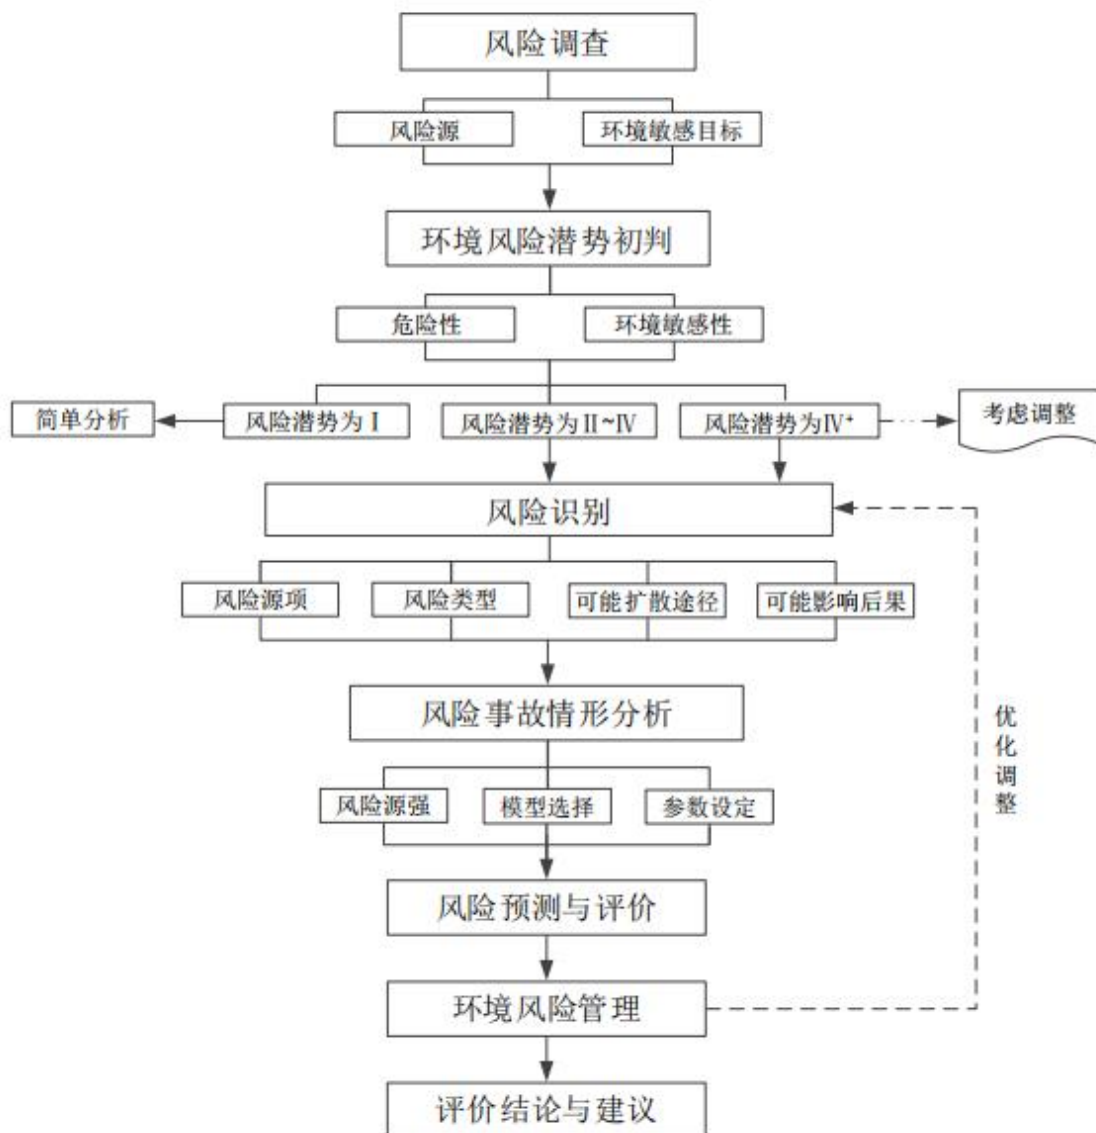 风险调查
风险源
环境敏感目标
环境风险潜势初判
危险性
环境敏感性
简单分析
风险潜势为Ⅰ
风险潜势为Ⅱ~Ⅳ
风险潜势为Ⅳ⁺
考虑调整
风险识别
风险源项
风险类型
可能扩散途径
可能影响后果
风险事故情形分析
优化调整
风险源强
模型选择
参数设定
风险预测与评价
环境风险管理
评价结论与建议